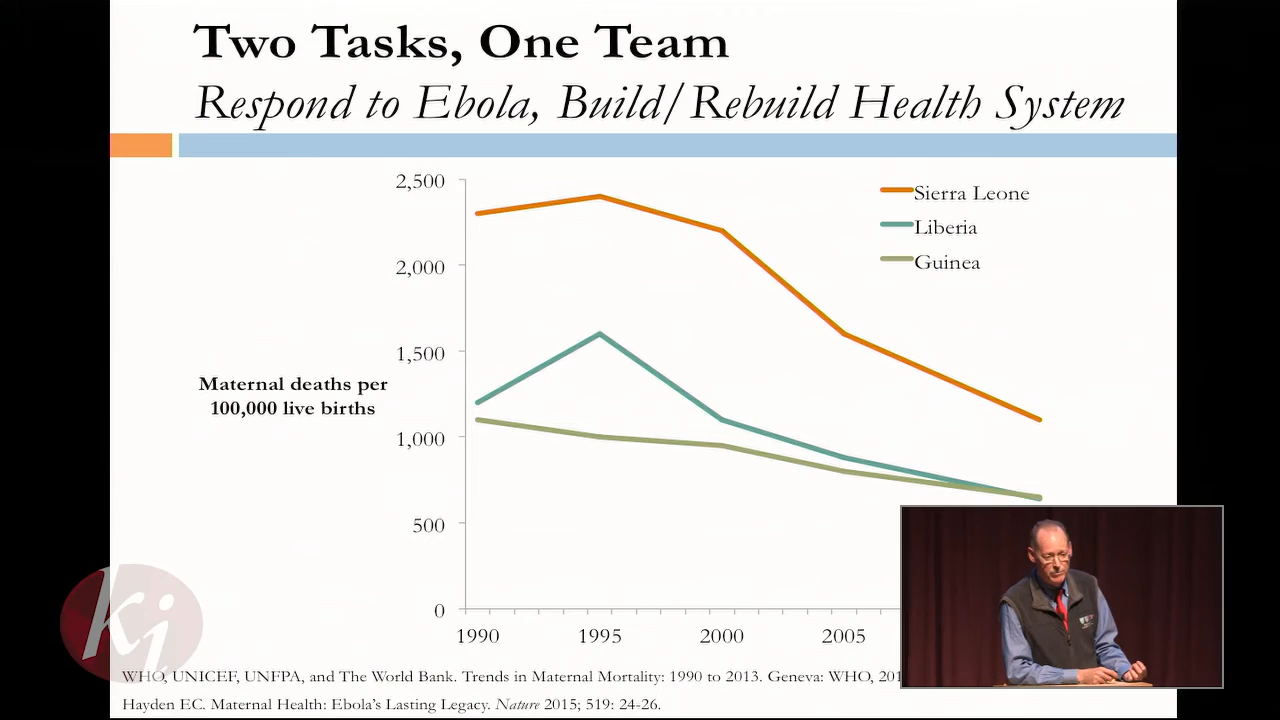 Two Tasks, One Team
Respond to Ebola, Build/Rebuild Health System
2,500
2,000
1,500
1,000
500
0
Maternal deaths per
100,000 live births
Sierra Leone
Liberia
Guinea
1990
1995
2000
2005
ki
WHO, UNICEF, UNFPA, and The World Bank. Trends in Maternal Mortality: 1990 to 2013. Geneva: WHO, 201
Hayden EC. Maternal Health: Ebola's Lasting Legacy. Nature 2015; 519: 24-26.